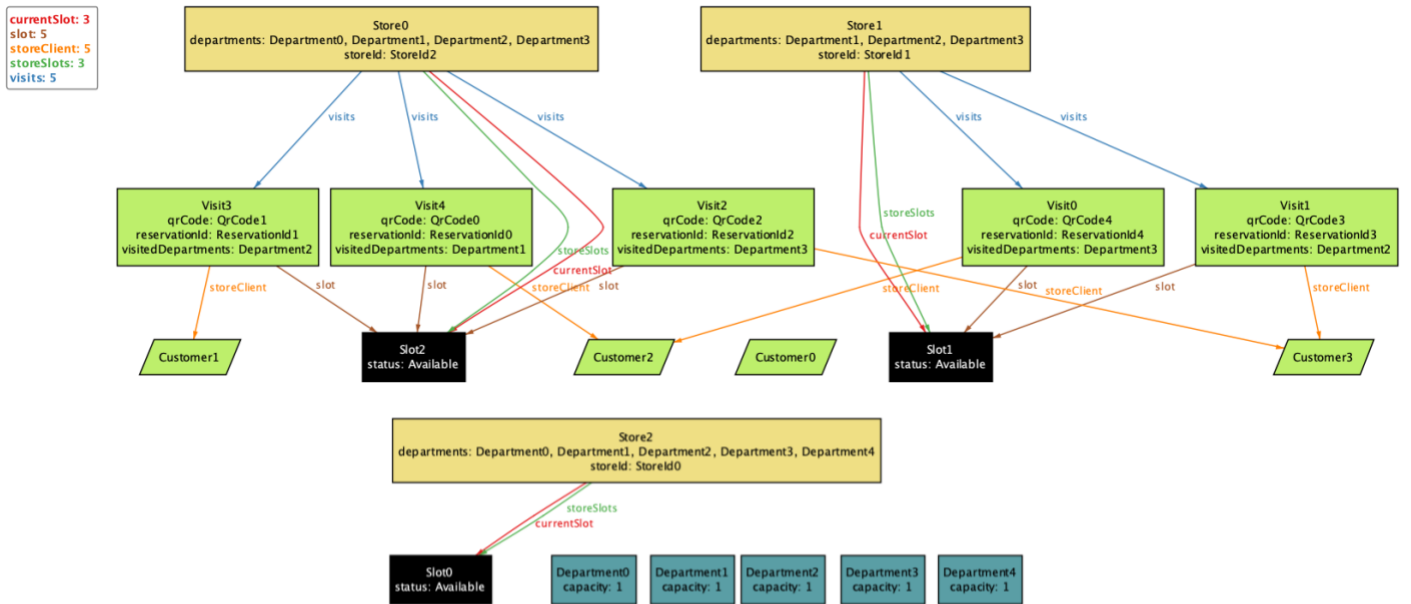 currentSlot: 3
slot: 5
storeClient: 5
storeSlots: 3
visits: 5
Store0
departments: Department0, Department1, Department2, Department3
storeId: StoreId2
Store1
departments: Department1, Department2, Department3
storeId: StoreId1
visits
visits
visits
visits
visits
Visit3
qrCode: QrCode1
reservationId: ReservationId1
visitedDepartments: Department2
Visit4
qrCode: QrCode0
reservationId: ReservationId0
visitedDepartments: Department1
Visit2
qrCode: QrCode2
reservationId: ReservationId2
visitedDepartments: Department3
Visit0
qrCode: QrCode4
reservationId: ReservationId4
visitedDepartments: Department3
Visit1
qrCode: QrCode3
reservationId: ReservationId3
visitedDepartments: Department2
storeSlots
currentSlot
storeSlots
currentSlot
storeClient
slot
slot
storeClient
slot
storeClient
slot
storeClient
slot
storeClient
Customer1
Slot2
status: Available
Customer2
Customer0
Slot1
status: Available
Customer3
Store2
departments: Department0, Department1, Department2, Department3, Department4
storeId: StoreId0
storeSlots
currentSlot
Slot0
status: Available
Department0
capacity: 1
Department1
capacity: 1
Department2
capacity: 1
Department3
capacity: 1
Department4
capacity: 1